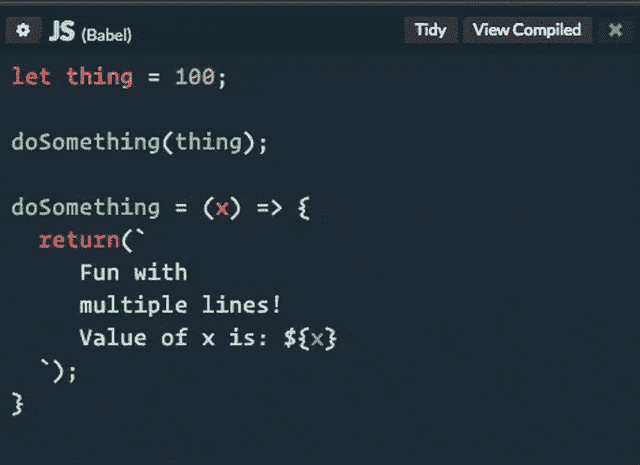 JS (Babel) Tidy View Compiled ×
let thing = 100;
doSomething(thing);
doSomething = (x) => {
return(`
Fun with
multiple lines!
Value of x is: ${x}
`);
}